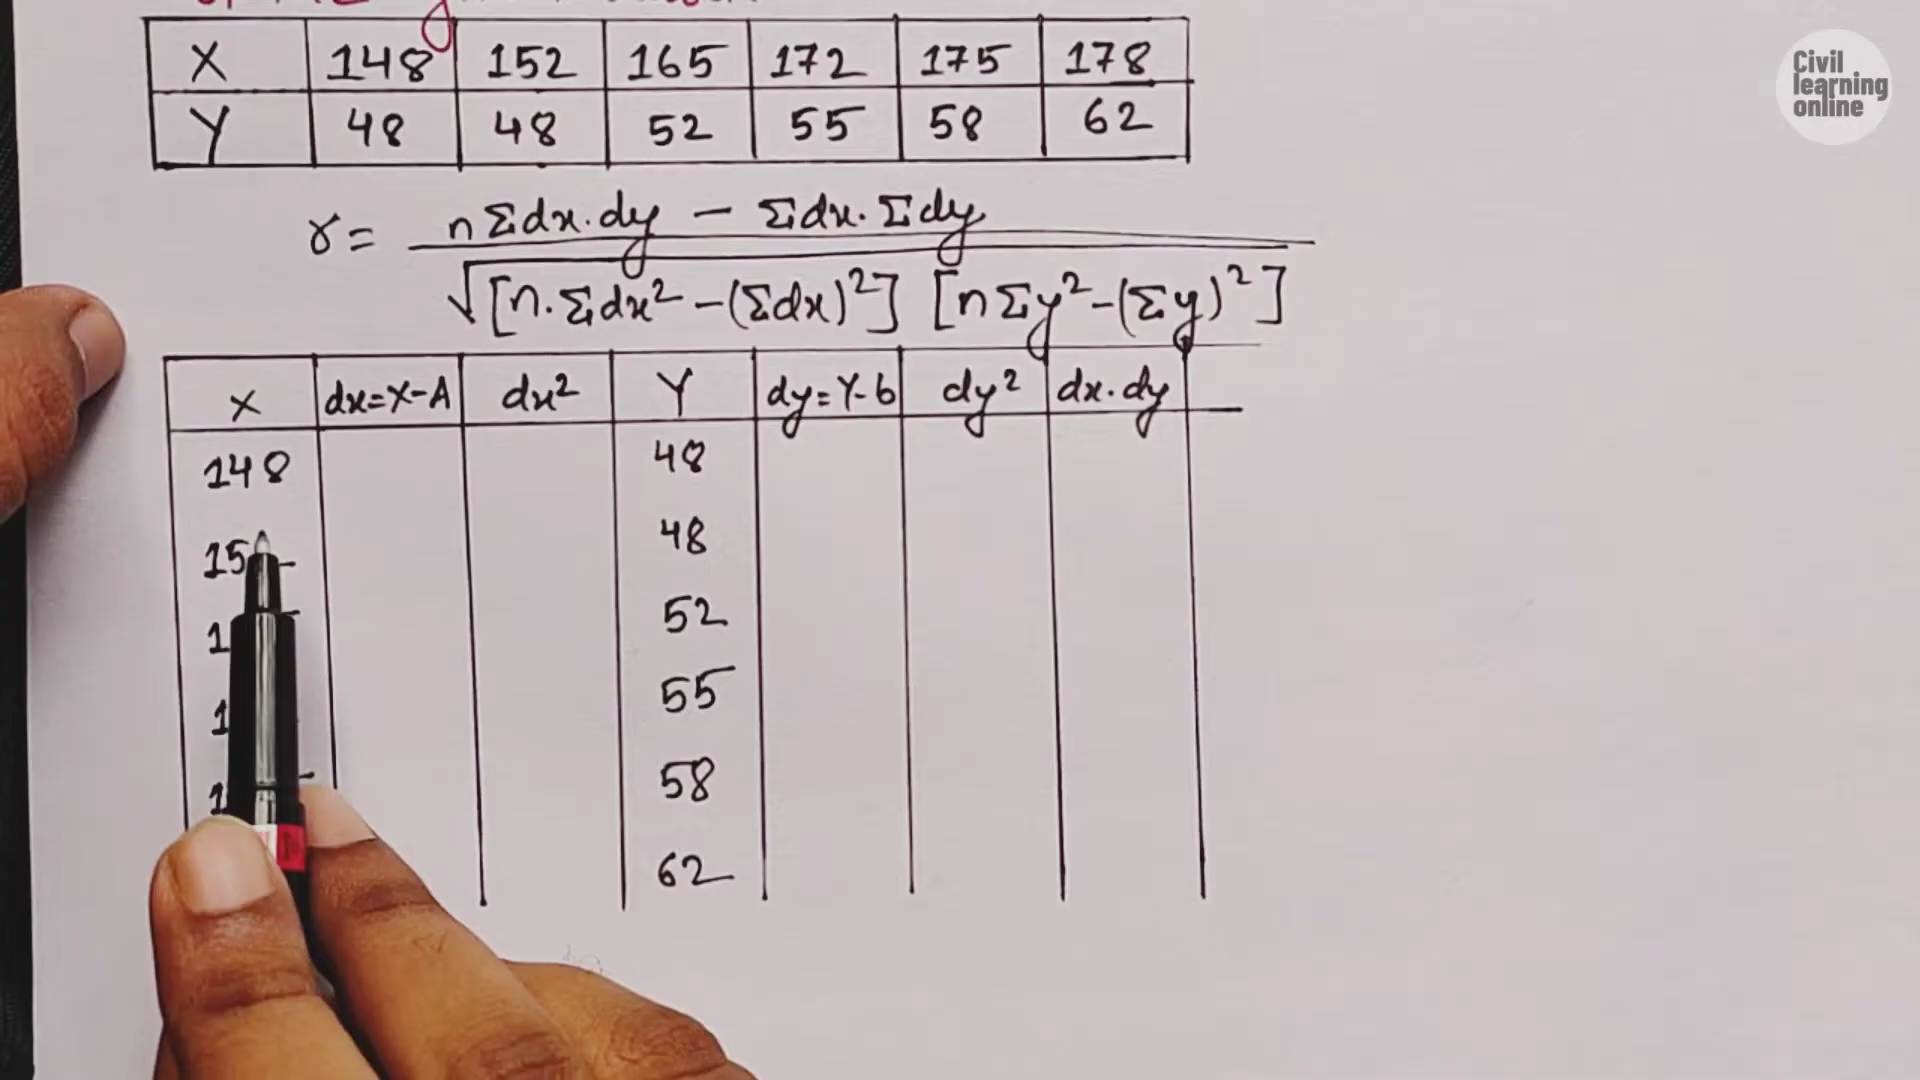 X 148 152 165 172 175 178
Y 48 48 52 55 58 62
r = n Σdx.dy − Σdx. Σdy
√[n.Σdx² −(Σdx)²] [nΣy²−(Σy)²]
X dx=X-A dx² Y dy=Y-b dy² dx.dy
148 48
48
52
55
58
62
Civil
learning
online